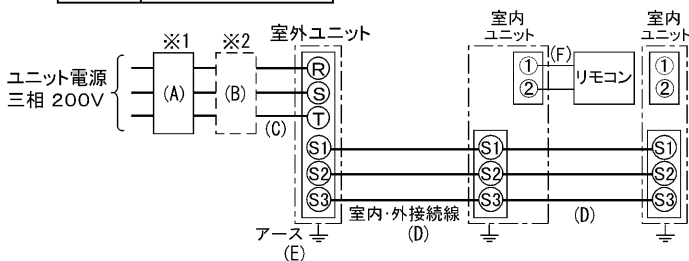 ※1
※2
室外ユニット
室内
ユニット
室内
ユニット
ユニット電源
三相 200V
(A)
(B)
(C)
R
S
T
①
②
(F)
リモコン
①
②
S1
S2
S3
S1
S2
S3
S1
S2
S3
室内・外接続線
(D)
(D)
アース
(E)